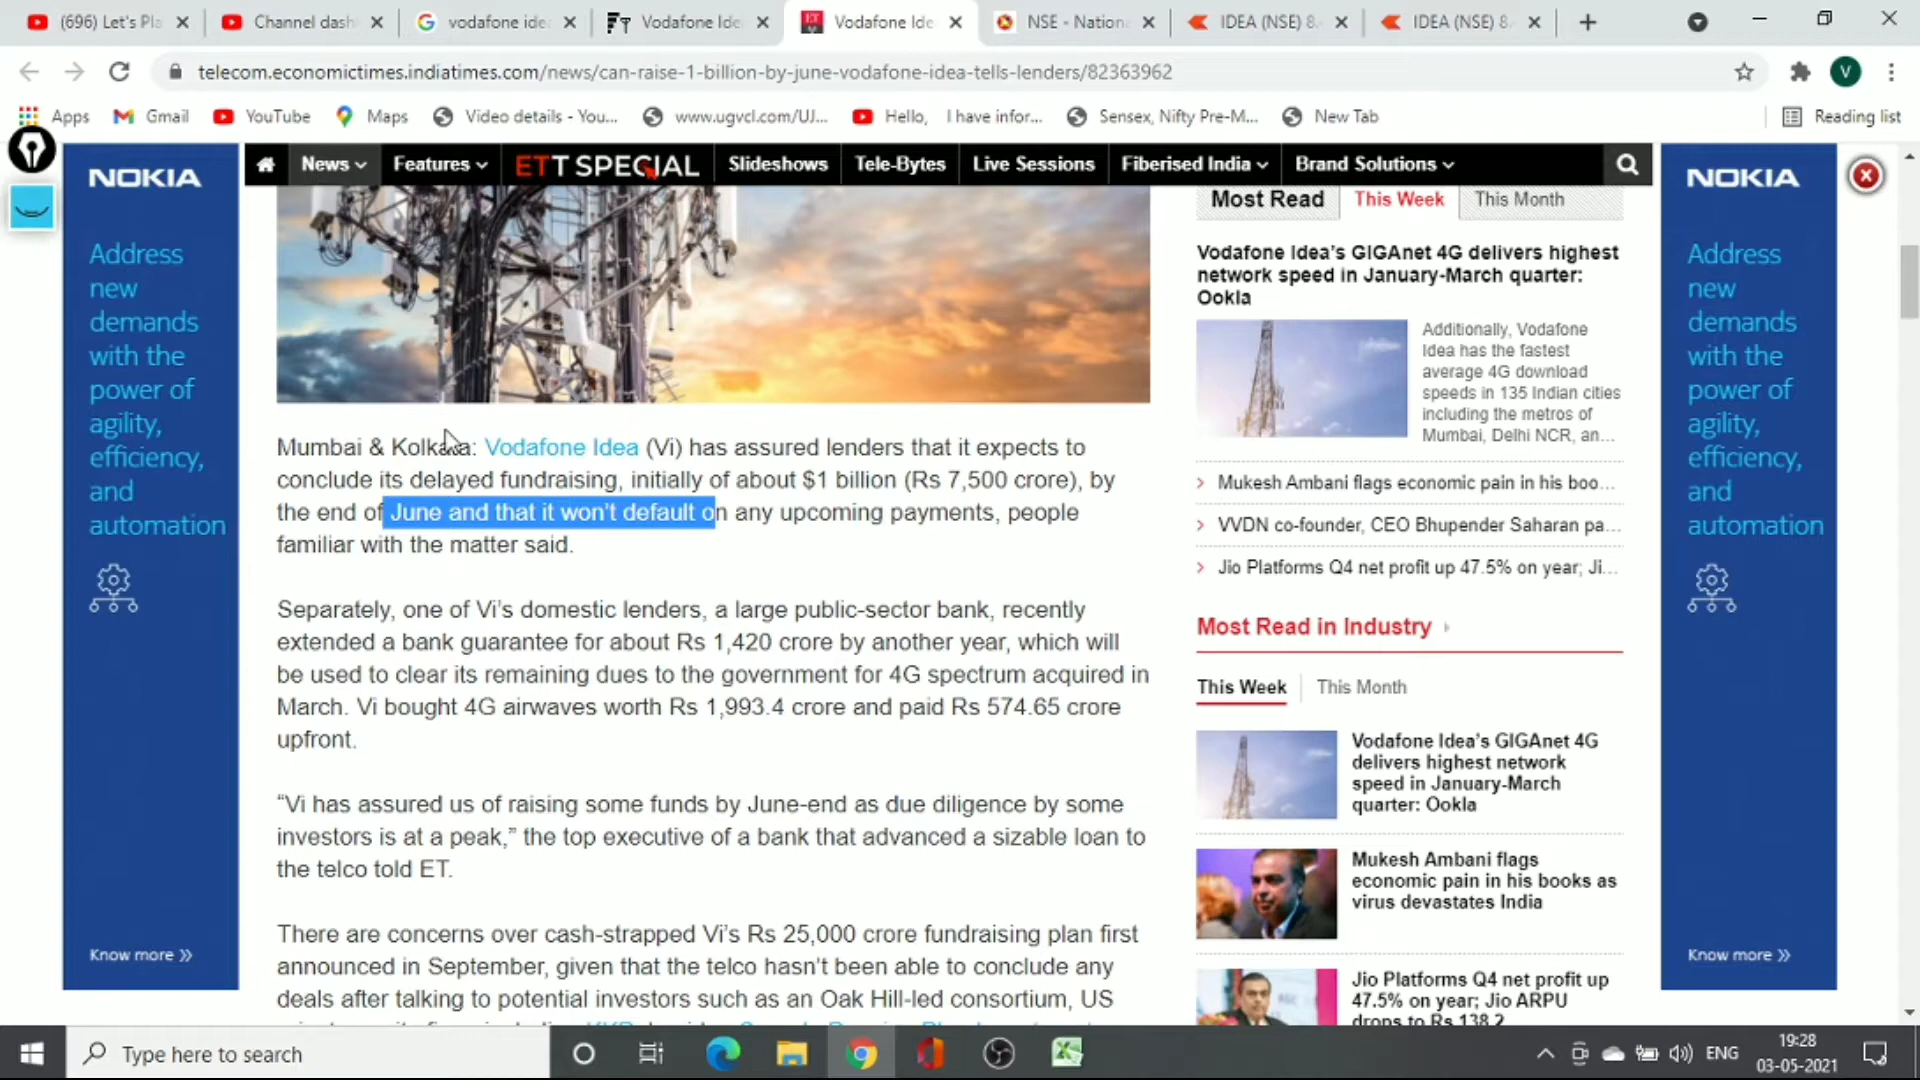 (696) Let's Pla
Channel dash
vodafone ide
Vodafone Ide
Vodafone Ide
NSE - Nation
IDEA (NSE) 8.
IDEA (NSE) 8.
telecom.economictimes.indiatimes.com/news/can-raise-1-billion-by-june-vodafone-idea-tells-lenders/82363962
V
Apps
Gmail
YouTube
Maps
Video details - You...
www.ugvcl.com/UJ...
Hello, I have infor...
Sensex, Nifty Pre-M...
New Tab
Reading list
NOKIA
Address
new
demands
with the
power of
agility,
efficiency,
and
automation
Know more »
News
Features
ETT SPECIAL
Slideshows
Tele-Bytes
Live Sessions
Fiberised India
Brand Solutions
Mumbai & Kolkata: Vodafone Idea (Vi) has assured lenders that it expects to
conclude its delayed fundraising, initially of about $1 billion (Rs 7,500 crore), by
the end of June and that it won't default on any upcoming payments, people
familiar with the matter said.
Separately, one of Vi's domestic lenders, a large public-sector bank, recently
extended a bank guarantee for about Rs 1,420 crore by another year, which will
be used to clear its remaining dues to the government for 4G spectrum acquired in
March. Vi bought 4G airwaves worth Rs 1,993.4 crore and paid Rs 574.65 crore
upfront.
“Vi has assured us of raising some funds by June-end as due diligence by some
investors is at a peak,” the top executive of a bank that advanced a sizable loan to
the telco told ET.
There are concerns over cash-strapped Vi's Rs 25,000 crore fundraising plan first
announced in September, given that the telco hasn't been able to conclude any
deals after talking to potential investors such as an Oak Hill-led consortium, US
Most Read
This Week
This Month
Vodafone Idea's GIGAnet 4G delivers highest
network speed in January-March quarter:
Ookla
Additionally, Vodafone
Idea has the fastest
average 4G download
speeds in 135 Indian cities
including the metros of
Mumbai, Delhi NCR, an...
Mukesh Ambani flags economic pain in his boo...
VVDN co-founder, CEO Bhupender Saharan pa...
Jio Platforms Q4 net profit up 47.5% on year; Ji...
Most Read in Industry
This Week
This Month
Vodafone Idea's GIGAnet 4G
delivers highest network
speed in January-March
quarter: Ookla
Mukesh Ambani flags
economic pain in his books as
virus devastates India
Jio Platforms Q4 net profit up
47.5% on year; Jio ARPU
drops to Rs 138.2
NOKIA
Address
new
demands
with the
power of
agility,
efficiency,
and
automation
Know more »
Type here to search
ENG
19:28
03-05-2021